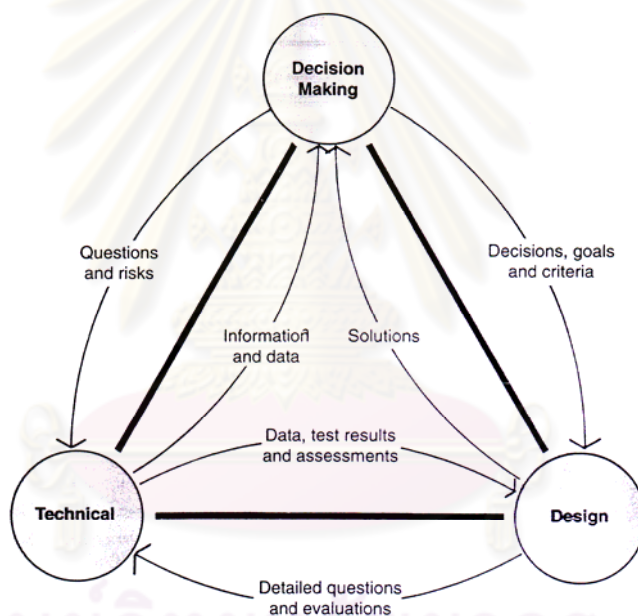 Decision
Making
Questions
and risks
Decisions, goals
and criteria
Information
and data
Solutions
Data, test results
and assessments
Technical
Design
Detailed questions
and evaluations